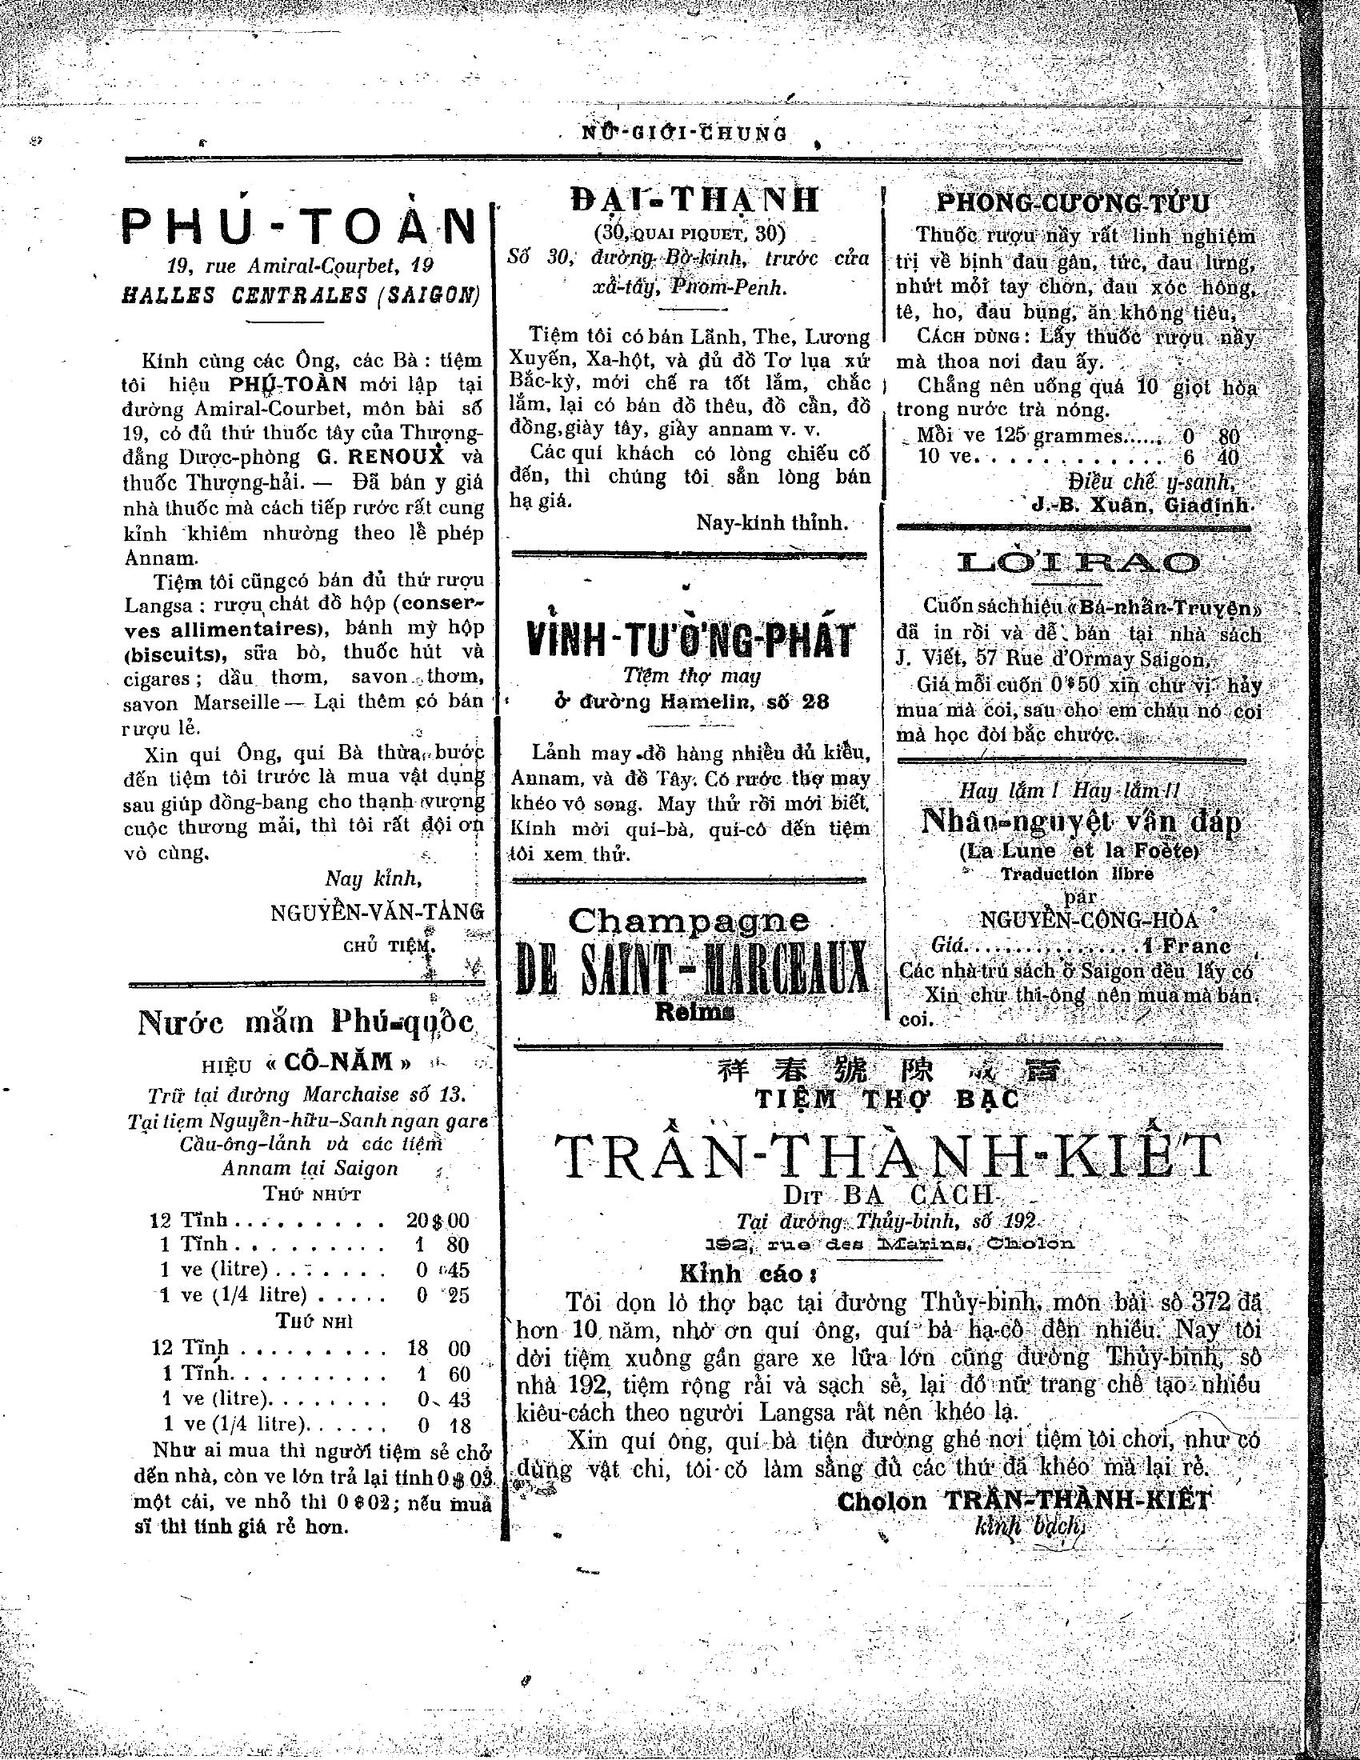 NỮ-GIỚI-CHUNG
PHÚ-TOÀN
19, rue Amiral-Courbet, 19
HALLES CENTRALES (SAIGON)
Kính cùng các Ông, các Bà : tiệm
tôi hiệu PHÚ-TOÀN mới lập tại
đường Amiral-Courbet, môn bài số
19, có đủ thứ thuốc tây của Thượng-
đẳng Dược-phòng G. RENOUX và
thuốc Thượng-hải. — Đã bán y giá
nhà thuốc mà cách tiếp rước rất cung
kỉnh khiêm nhường theo lễ phép
Annam.
Tiệm tôi cũng có bán đủ thứ rượu
Langsa : rượu chát đồ hộp (conser-
ves allimentaires), bánh mỳ hộp
(biscuits), sữa bò, thuốc hút và
cigares ; dầu thơm, savon thơm,
savon Marseille — Lại thêm có bán
rượu lẻ.
Xin quí Ông, quí Bà thừa bước
đến tiệm tôi trước là mua vật dụng
sau giúp đồng-bang cho thạnh vượng
cuộc thương mải, thì tôi rất đội ơn
vô cùng.
Nay kỉnh,
NGUYỄN-VĂN-TÀNG
CHỦ TIỆM.
Nước mắm Phú-quốc
HIỆU « CÔ-NĂM »
Trữ tại đường Marchaise số 13.
Tại tiệm Nguyễn-hữu-Sanh ngan gare
Cầu-ông-lảnh và các tiệm
Annam tại Saigon
THỨ NHỨT
12 Tĩnh . . . . . . . . . 20$00
1 Tĩnh . . . . . . . . . 1 80
1 ve (litre) . . . . . . . 0 45
1 ve (1/4 litre) . . . . . 0 25
THỨ NHÌ
12 Tĩnh . . . . . . . . . 18 00
1 Tĩnh. . . . . . . . . . 1 60
1 ve (litre). . . . . . . . 0 43
1 ve (1/4 litre). . . . . . 0 18
Như ai mua thì người tiệm sẻ chở
đến nhà, còn ve lớn trả lại tính 0$03
một cái, ve nhỏ thì 0$02 ; nếu mua
sĩ thì tính giá rẻ hơn.
ĐẠI-THẠNH
(30, QUAI PIQUET, 30)
Số 30, đường Bờ-kinh, trước cửa
xả-tây, Phom-Penh.
Tiệm tôi có bán Lãnh, The, Lương
Xuyến, Xa-hột, và đủ đồ Tơ lụa xứ
Bắc-kỳ, mới chế ra tốt lắm, chắc
lắm, lại có bán đồ thêu, đồ cẩn, đồ
đồng, giày tây, giày annam v. v.
Các quí khách có lòng chiếu cố
đến, thì chúng tôi sẵn lòng bán
hạ giá.
Nay-kính thỉnh.
VĨNH-TƯỜNG-PHÁT
Tiệm thợ may
ở đường Hamelin, số 28
Lảnh may đồ hàng nhiều đủ kiểu,
Annam, và đồ Tây. Có rước thợ may
khéo vô song. May thử rồi mới biết,
Kính mời quí-bà, quí-cô đến tiệm
tôi xem thử.
Champagne
DE SAINT-MARCEAUX
Reims
PHONG-CƯƠNG-TỬU
Thuốc rượu nầy rất linh nghiệm
trị về bịnh đau gân, tức, đau lưng,
nhứt mỏi tay chơn, đau xóc hông,
tê, ho, đau bụng, ăn không tiêu,
CÁCH DÙNG : Lấy thuốc rượu nầy
mà thoa nơi đau ấy.
Chẳng nên uống quá 10 giọt hòa
trong nước trà nóng.
Mồi ve 125 grammes...... 0 80
10 ve. . . . . . . . . . . . 6 40
Điều chế y-sanh,
J.-B. Xuân, Giađịnh.
LỜI RAO
Cuốn sách hiệu «Bá-nhân-Truyện»
đã in rồi và để bán tại nhà sách
J. Viết, 57 Rue d'Ormay Saigon,
Giá mỗi cuốn 0$50 xin chư vị hảy
mua mà coi, sau cho em cháu nó coi
mà học đòi bắc chước.
Hay lắm ! Hay lắm !!
Nhân-nguyệt vấn đáp
(La Lune et la Foète)
Traduction libre
par
NGUYỄN-CÔNG-HÒA
Giá. . . . . . . . . . . . . . . 1 Franc
Các nhà trú sách ở Saigon đều lấy có
Xin chư thi-ông nên mua mà bán
coi.
祥春號陳成
TIỆM THỢ BẠC
TRẦN-THÀNH-KIẾT
DIT BA CÁCH
Tại đường Thủy-binh, số 192
192, rue des Marins, Cholon
Kỉnh cáo :
Tôi dọn lò thợ bạc tại đường Thủy-binh, môn bài số 372 đã
hơn 10 năm, nhờ ơn quí ông, quí bà hạ-cố đến nhiều. Nay tôi
dời tiệm xuống gần gare xe lửa lớn cũng đường Thủy-binh, số
nhà 192, tiệm rộng rải và sạch sẻ, lại đồ nữ trang chế tạo nhiều
kiêu-cách theo người Langsa rất nên khéo lạ.
Xin quí ông, quí bà tiện đường ghé nơi tiệm tôi chơi, như có
dùng vật chi, tôi có làm sẳng đủ các thứ đã khéo mà lại rẻ.
Cholon TRẦN-THÀNH-KIẾT
kỉnh bạch,